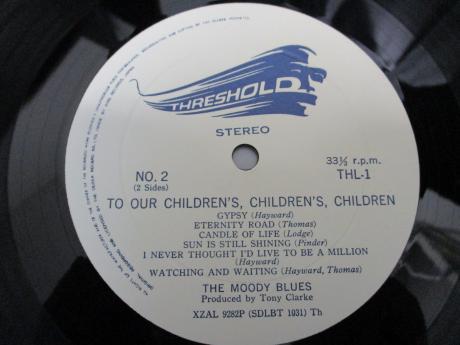 THRESHOLD
STEREO
NO. 2
(2 Sides)
33⅓ r.p.m.
THL-1
TO OUR CHILDREN'S, CHILDREN'S, CHILDREN
GYPSY (Hayward)
ETERNITY ROAD (Thomas)
CANDLE OF LIFE (Lodge)
SUN IS STILL SHINING (Pinder)
I NEVER THOUGHT I'D LIVE TO BE A MILLION
(Hayward)
WATCHING AND WAITING (Hayward, Thomas)
THE MOODY BLUES
Produced by Tony Clarke
XZAL 9282P (SDLBT 1031) Th